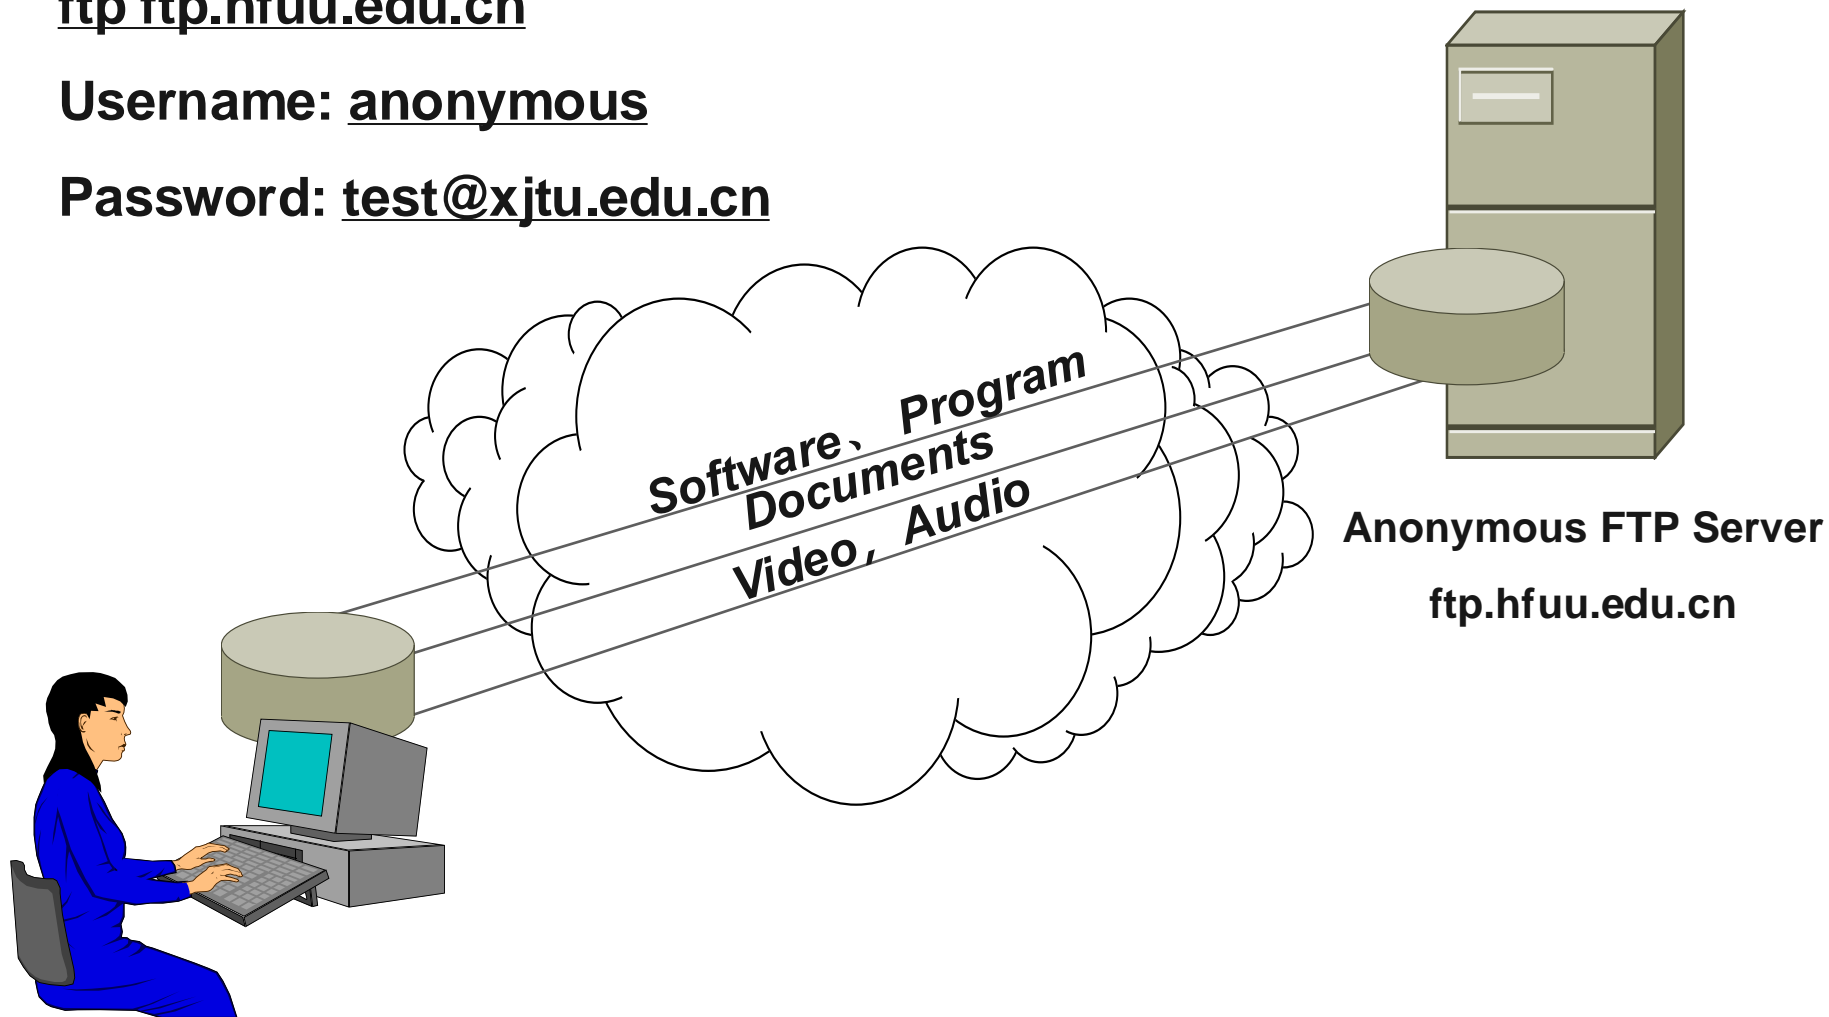 ftp ftp.hfuu.edu.cn
Username: anonymous
Password: test@xjtu.edu.cn
Software、Program
Documents
Video，Audio
Anonymous FTP Server
ftp.hfuu.edu.cn